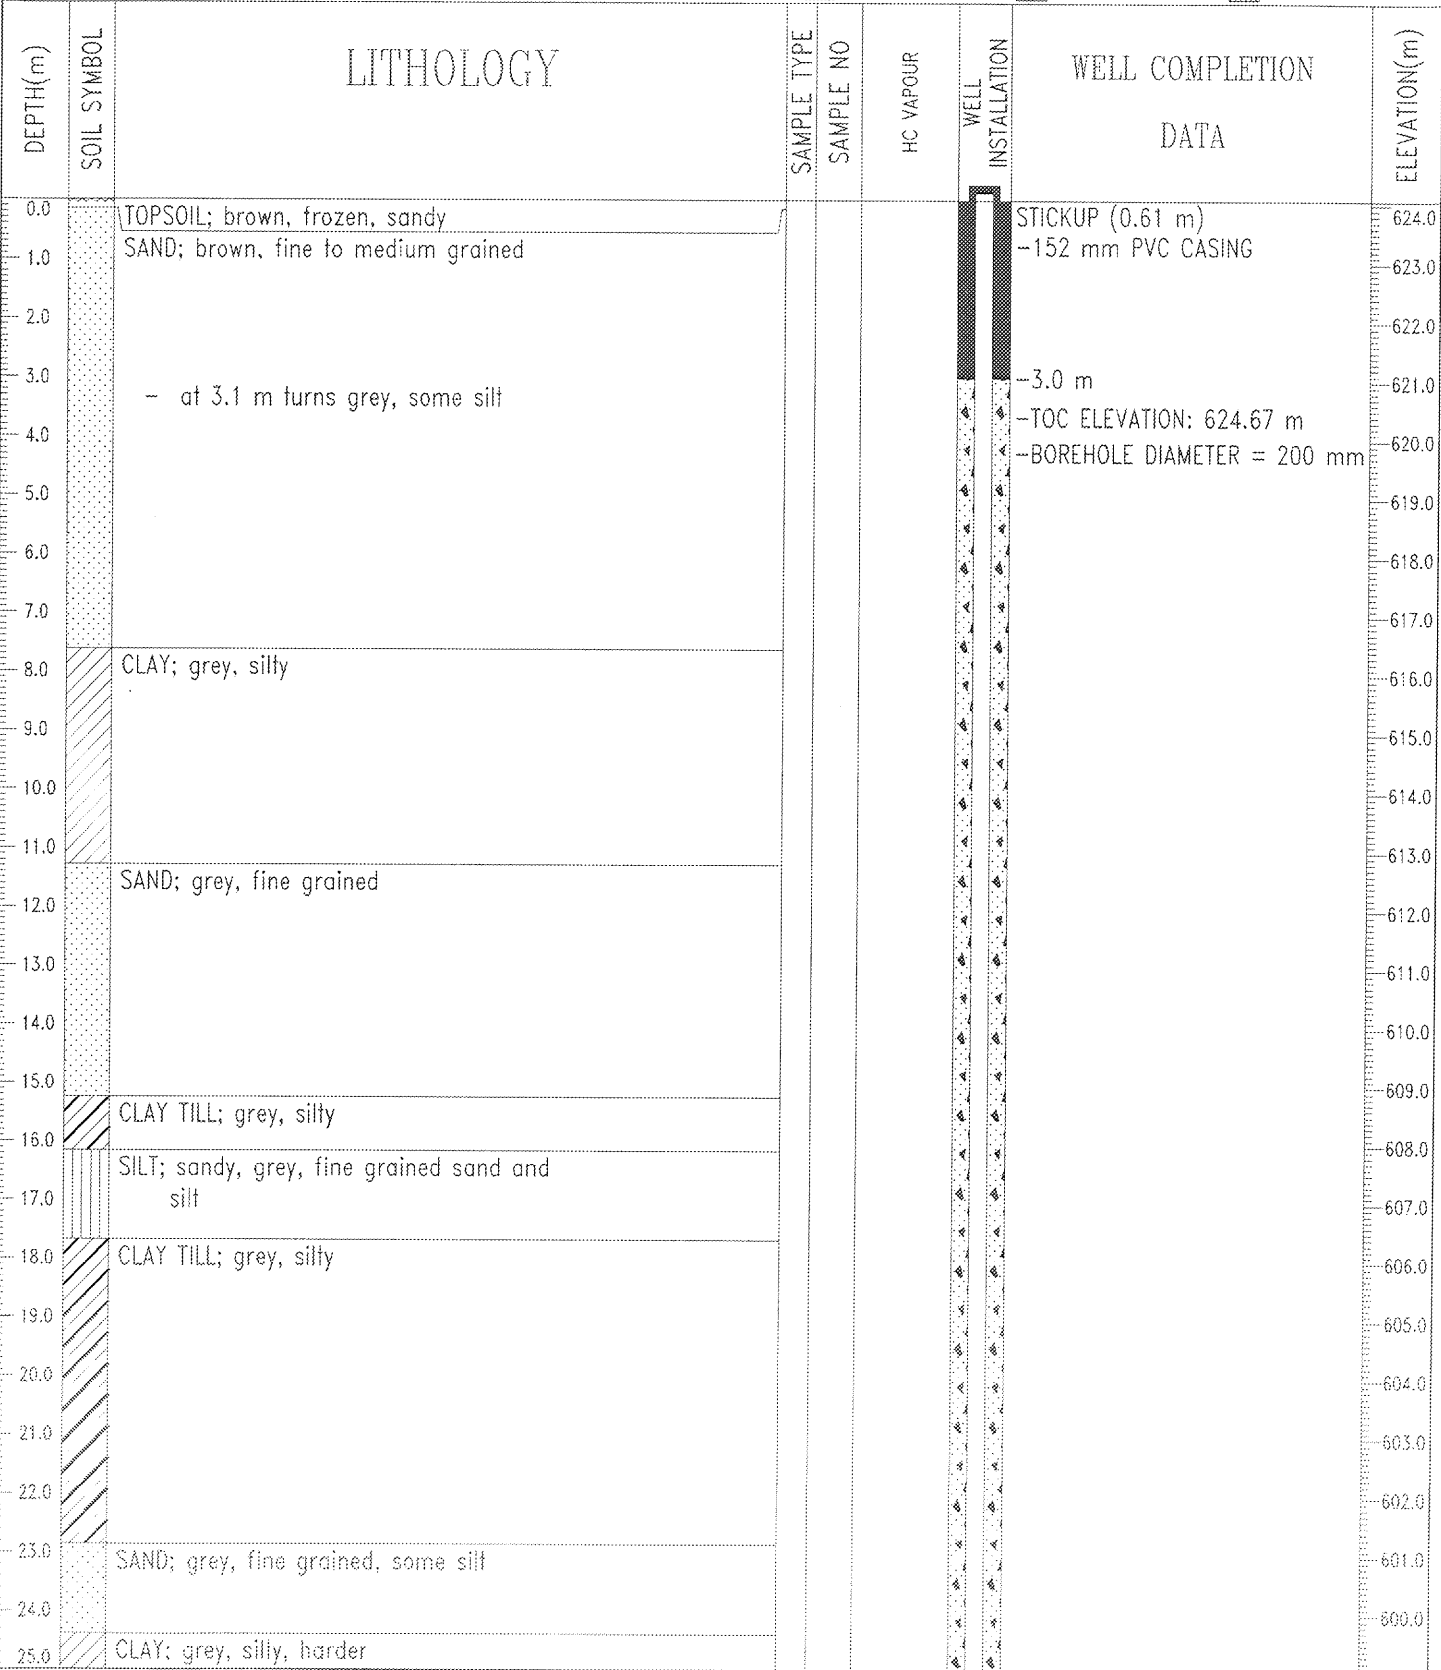 DEPTH(m)
SOIL SYMBOL
LITHOLOGY
SAMPLE TYPE
SAMPLE NO
HC VAPOUR
WELL
INSTALLATION
WELL COMPLETION
DATA
ELEVATION(m)
TOPSOIL; brown, frozen, sandy
SAND; brown, fine to medium grained
- at 3.1 m turns grey, some silt
CLAY; grey, silty
SAND; grey, fine grained
CLAY TILL; grey, silty
SILT; sandy, grey, fine grained sand and
silt
CLAY TILL; grey, silty
SAND; grey, fine grained, some silt
CLAY; grey, silly, harder
STICKUP (0.61 m)
-152 mm PVC CASING
-3.0 m
-TOC ELEVATION: 624.67 m
-BOREHOLE DIAMETER = 200 mm
0.0
1.0
2.0
3.0
4.0
5.0
6.0
7.0
8.0
9.0
10.0
11.0
12.0
13.0
14.0
15.0
16.0
17.0
18.0
19.0
20.0
21.0
22.0
23.0
24.0
25.0
624.0
623.0
622.0
621.0
620.0
619.0
618.0
617.0
616.0
615.0
614.0
613.0
612.0
611.0
610.0
609.0
608.0
607.0
606.0
605.0
604.0
603.0
602.0
601.0
600.0